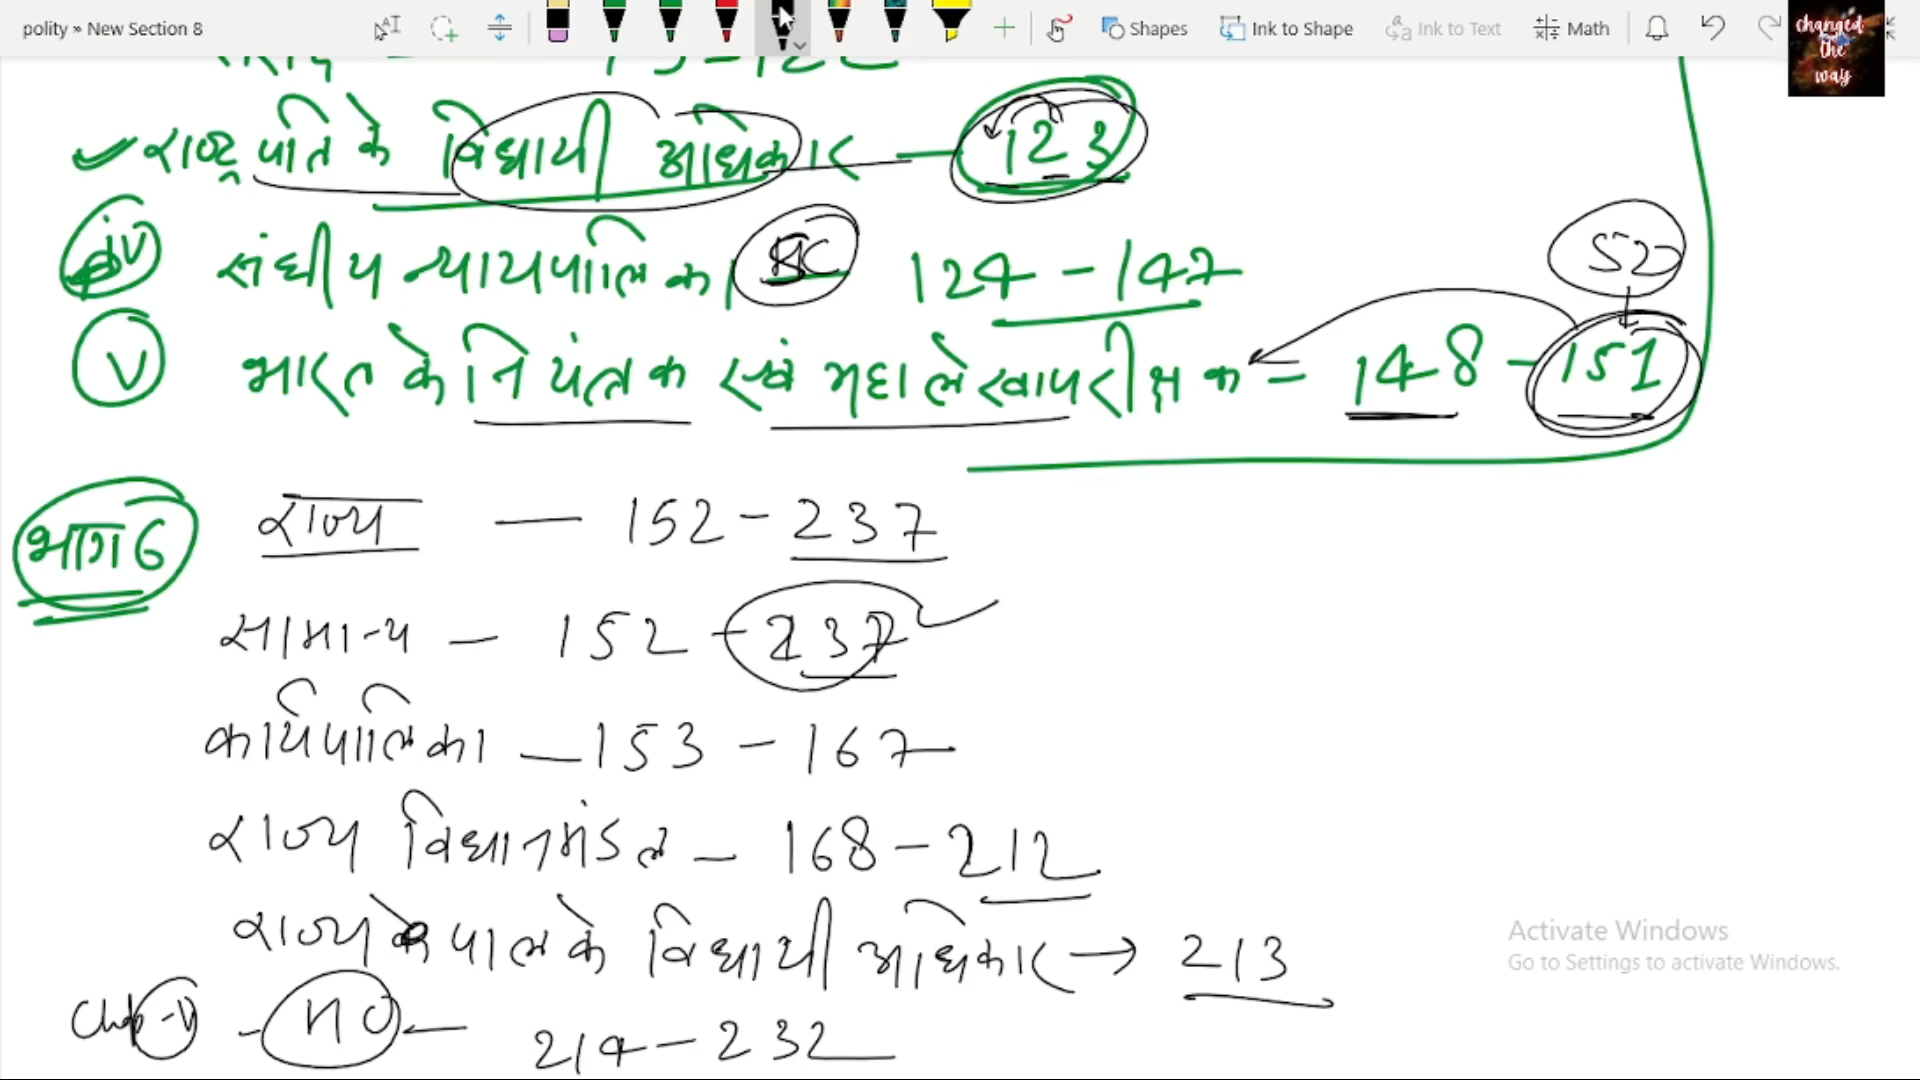 polity » New Section 8 Shapes Ink to Shape Ink to Text Math
changed the way
राष्ट्रपति के विधायी अधिकार — 123
iv संघीय न्यायपालिका SC 124 - 147
V भारत के नियंत्रक एवं महालेखापरीक्षक = 148 - 151
भाग 6 राज्य — 152 - 237
सामान्य — 152 - 237
कार्यपालिका — 153 - 167
राज्य विधानमंडल — 168 - 212
राज्यपाल के विधायी अधिकार → 213
Chap - V - HC — 214 - 232
Activate Windows
Go to Settings to activate Windows.